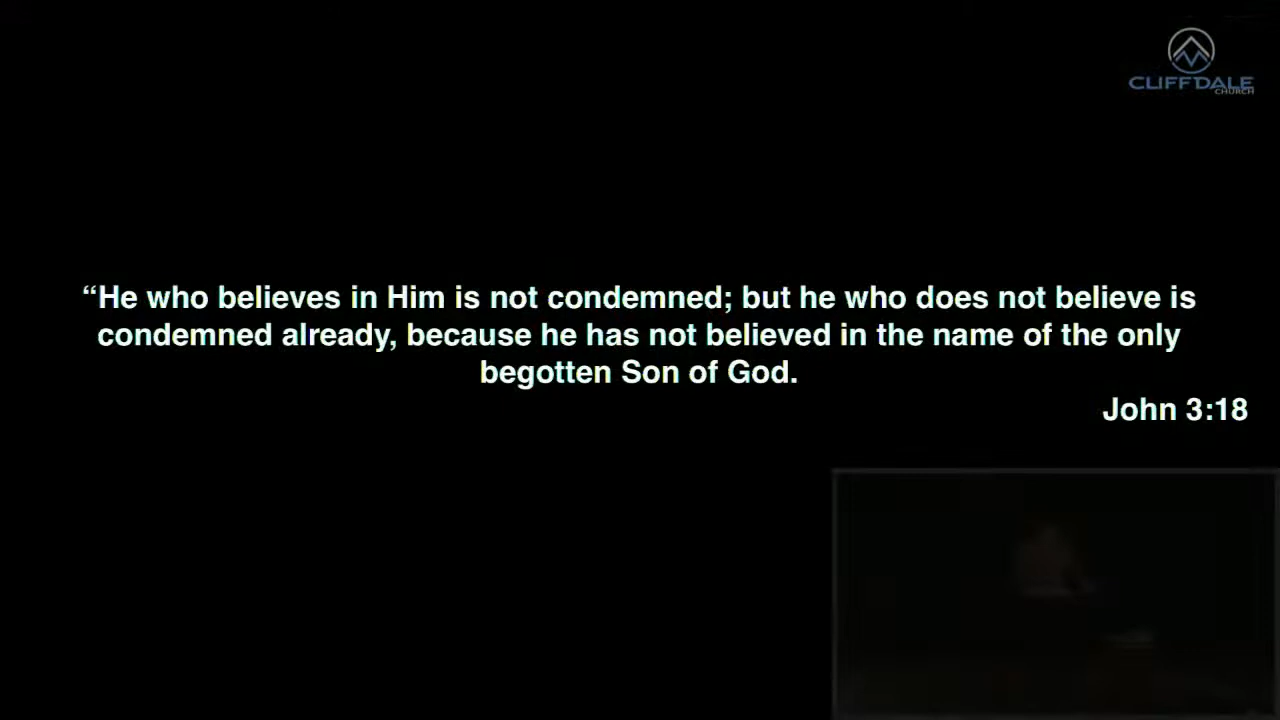 CLIFFDALE
CHURCH
“He who believes in Him is not condemned; but he who does not believe is
condemned already, because he has not believed in the name of the only
begotten Son of God.
John 3:18